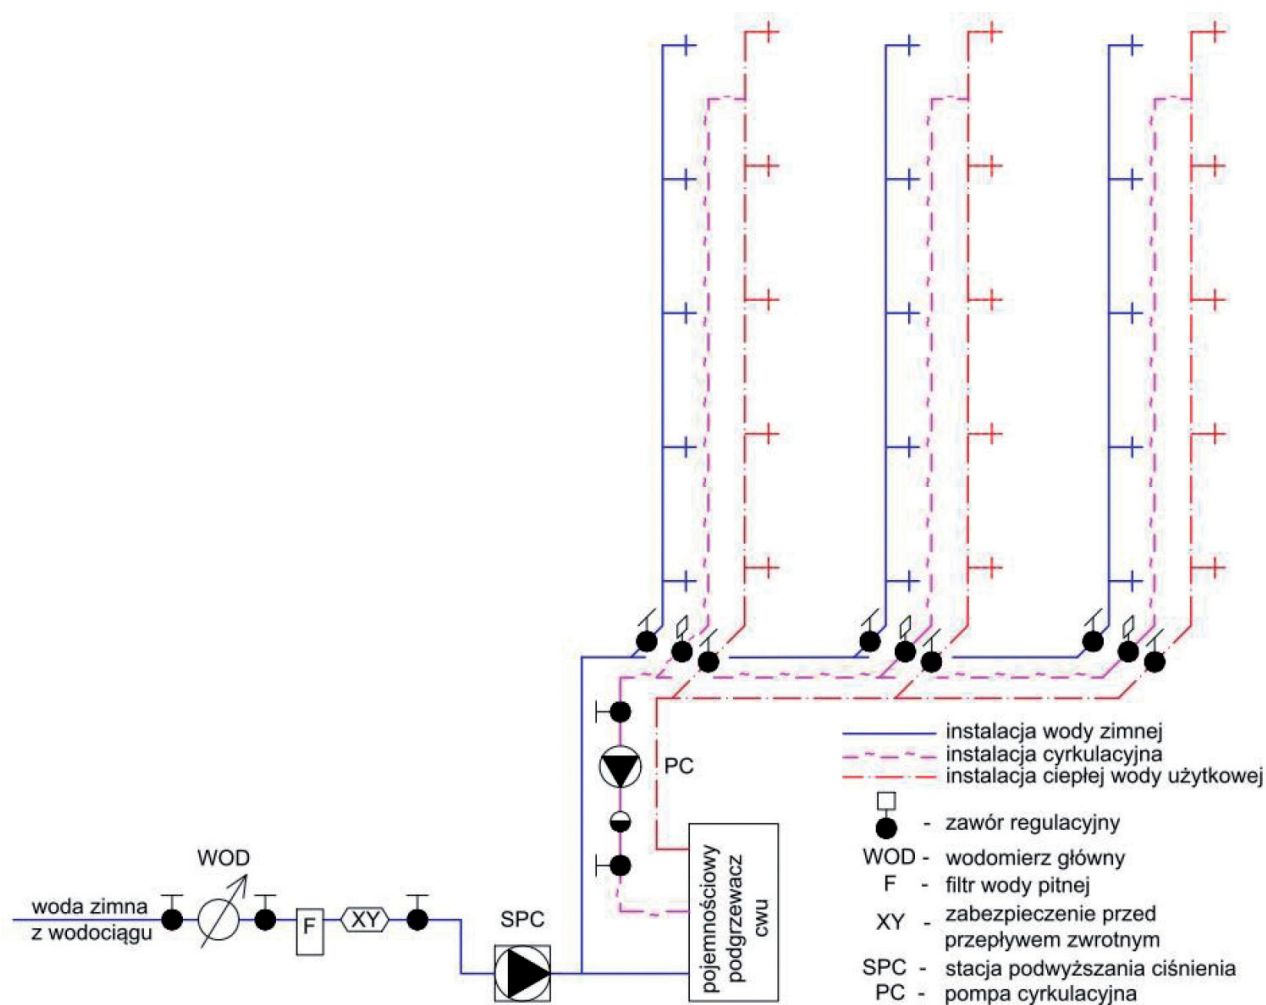 instalacja wody zimnej
instalacja cyrkulacyjna
instalacja ciepłej wody użytkowej
- zawór regulacyjny
WOD - wodomierz główny
F - filtr wody pitnej
XY - zabezpieczenie przed
przepływem zwrotnym
SPC - stacja podwyższania ciśnienia
PC - pompa cyrkulacyjna
PC
WOD
woda zimna
z wodociągu
F
XY
SPC
pojemnościowy
podgrzewacz
cwu